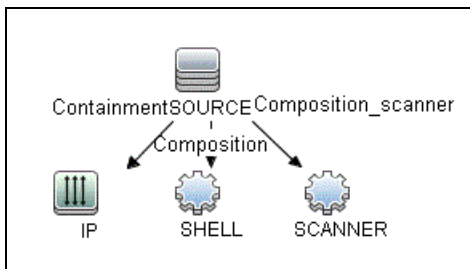 ContainmentSOURCEComposition_scanner
Composition
IP SHELL SCANNER